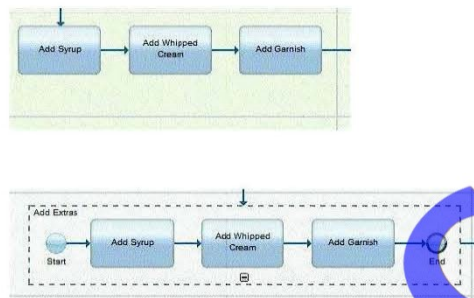 Add Syrup
Add Whipped
Cream
Add Garnish
Add Extras
Start
Add Syrup
Add Whipped
Cream
Add Garnish
End